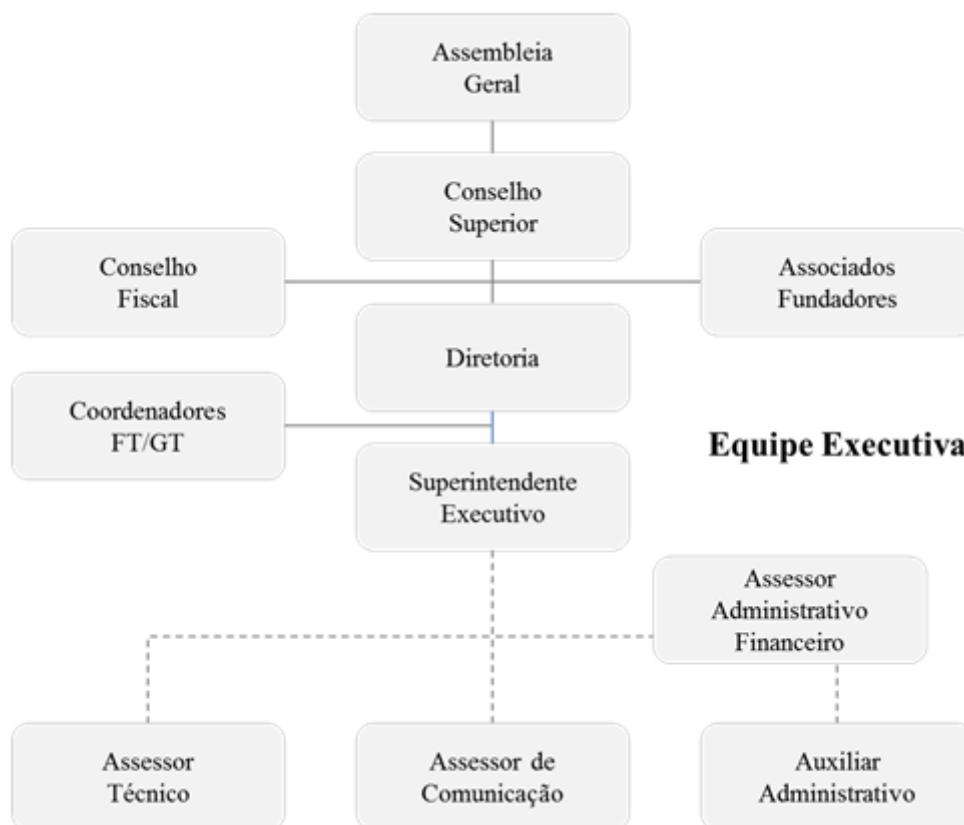 Assembleia
Geral
Conselho
Superior
Conselho
Fiscal
Associados
Fundadores
Diretoria
Coordenadores
FT/GT
Equipe Executiva
Superintendente
Executivo
Assessor
Administrativo
Financeiro
Assessor
Técnico
Assessor de
Comunicação
Auxiliar
Administrativo